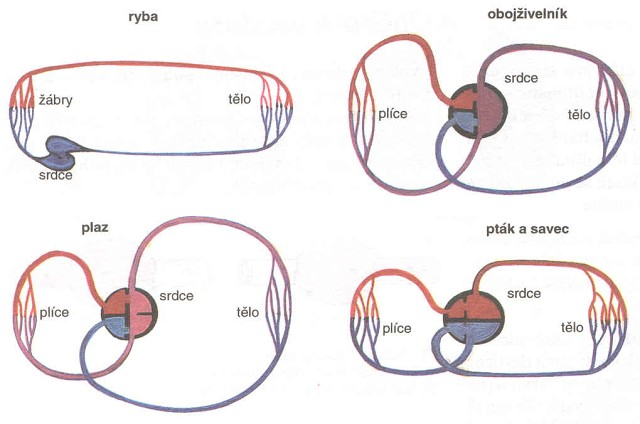 ryba
žábry
tělo
srdce
obojživelník
srdce
plíce
tělo
plaz
srdce
plíce
tělo
pták a savec
srdce
plíce
tělo